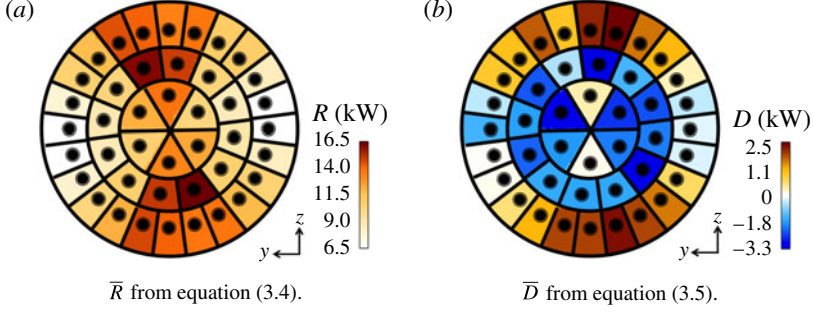 (a)
R (kW)
16.5
14.0
11.5
9.0
6.5
z
y
R̅ from equation (3.4).
(b)
D (kW)
2.5
1.1
0
−1.8
−3.3
z
y
D̅ from equation (3.5).